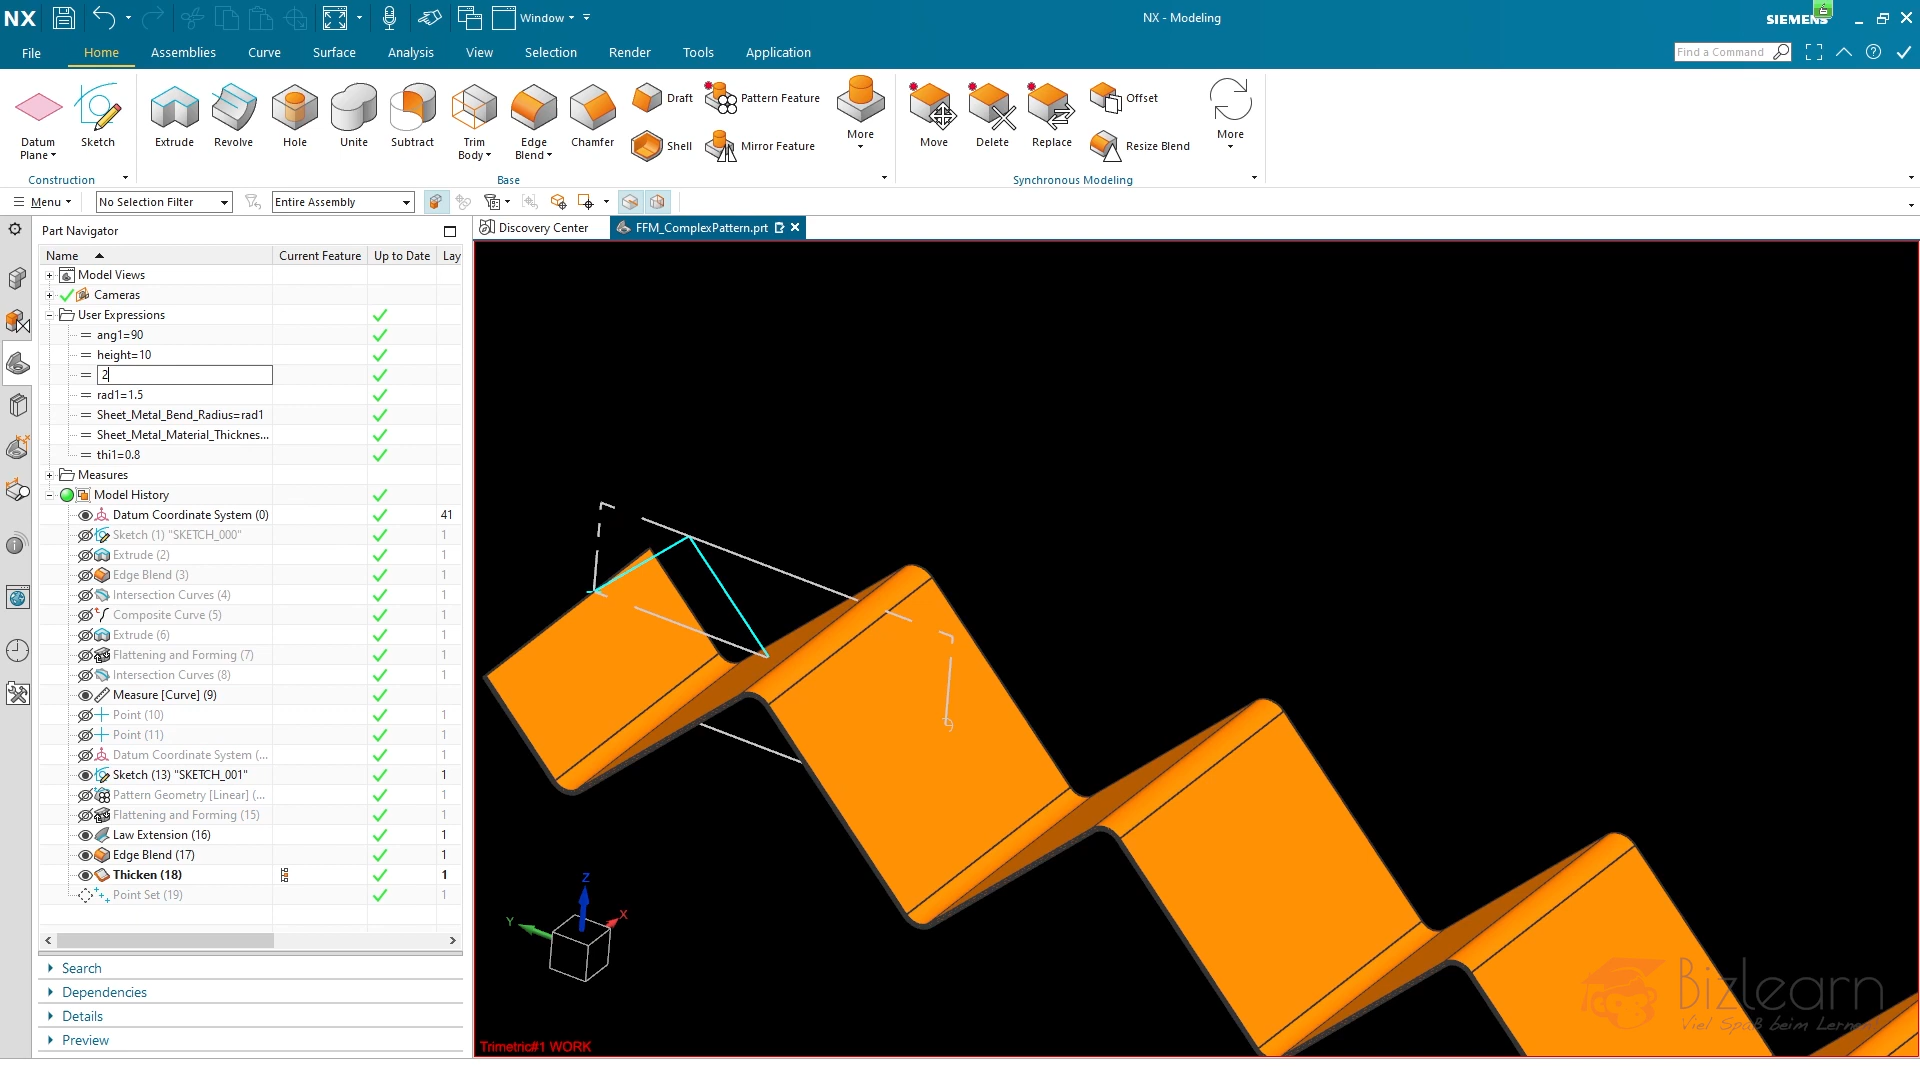 NX
Window
NX - Modeling
SIEMENS
File
Home
Assemblies
Curve
Surface
Analysis
View
Selection
Render
Tools
Application
Find a Command
Datum Plane
Sketch
Extrude
Revolve
Hole
Unite
Subtract
Trim Body
Edge Blend
Chamfer
Draft
Shell
Pattern Feature
Mirror Feature
More
Move
Delete
Replace
Offset
Resize Blend
More
Construction
Base
Synchronous Modeling
Menu
No Selection Filter
Entire Assembly
Part Navigator
Discovery Center
FFM_ComplexPattern.prt
Name Current Feature Up to Date Lay
Model Views
Cameras
User Expressions
= ang1=90
= height=10
= 2
= rad1=1.5
= Sheet_Metal_Bend_Radius=rad1
= Sheet_Metal_Material_Thicknes...
= thi1=0.8
Measures
Model History
Datum Coordinate System (0) 41
Sketch (1) "SKETCH_000" 1
Extrude (2) 1
Edge Blend (3) 1
Intersection Curves (4) 1
Composite Curve (5) 1
Extrude (6) 1
Flattening and Forming (7) 1
Intersection Curves (8) 1
Measure [Curve] (9) 1
Point (10) 1
Point (11) 1
Datum Coordinate System (... 1
Sketch (13) "SKETCH_001" 1
Pattern Geometry [Linear] (... 1
Flattening and Forming (15) 1
Law Extension (16) 1
Edge Blend (17) 1
Thicken (18) 1
Point Set (19) 1
Search
Dependencies
Details
Preview
Z
Y
X
Trimetric#1 WORK
Bizlearn
Viel Spaß beim Lernen